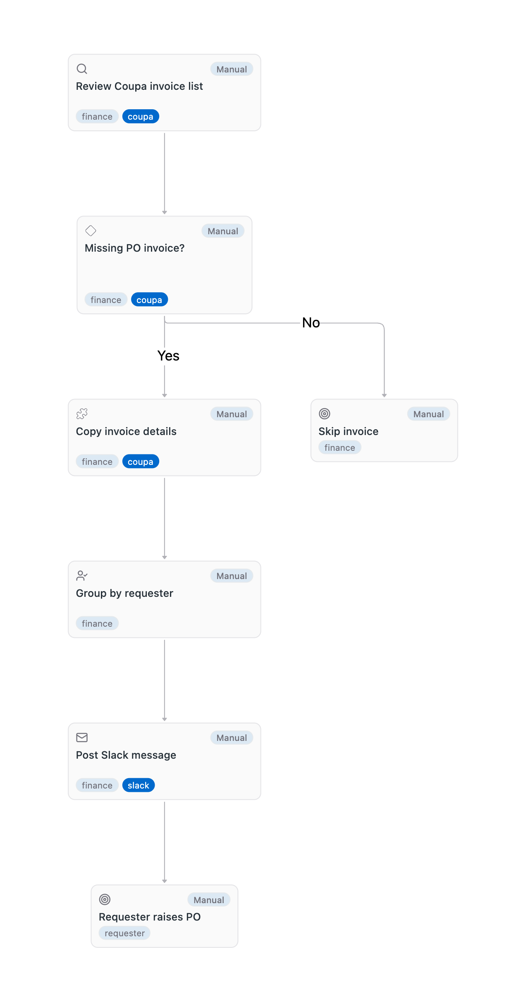 Manual
Review Coupa invoice list
finance coupa
Manual
Missing PO invoice?
finance coupa
No
Yes
Manual
Copy invoice details
finance coupa
Manual
Skip invoice
finance
Manual
Group by requester
finance
Manual
Post Slack message
finance slack
Manual
Requester raises PO
requester